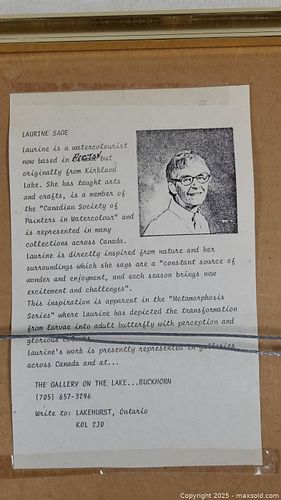 LAURINE SAGE
Laurine is a watercolourist
now based in but
originally from Kirkland
Lake. She has taught arts
and crafts, is a member of
the "Canadian Society of
Painters in Watercolour" and
is represented in many
collections across Canada.
Laurine is directly inspired from nature and her
surroundings which she says are a "constant source of
wonder and enjoyment, and each season brings new
excitement and challenges".
This inspiration is apparent in the "Metamorphosis
Series" where Laurine has depicted the transformation
from larvae into adult butterfly with perception and
glorious
Laurine's work is presently represented in galleries
across Canada and at...
THE GALLERY ON THE LAKE...BUCKHORN
(705) 657-3296
Write to: LAKEHURST, Ontario
KOL 2J0
Copyright © 2025 - maxsold.com